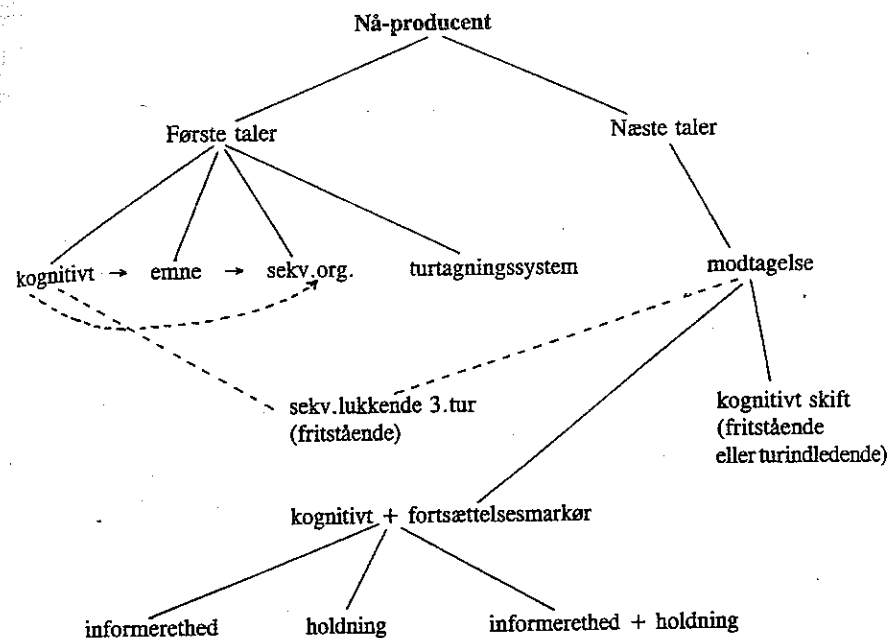 Nå-producent
Første taler
Næste taler
kognitivt → emne → sekv.org.
turtagningssystem
modtagelse
sekv.lukkende 3.tur
(fritstående)
kognitivt skift
(fritstående
eller turindledende)
kognitivt + fortsættelsesmarkør
informerethed
holdning
informerethed + holdning